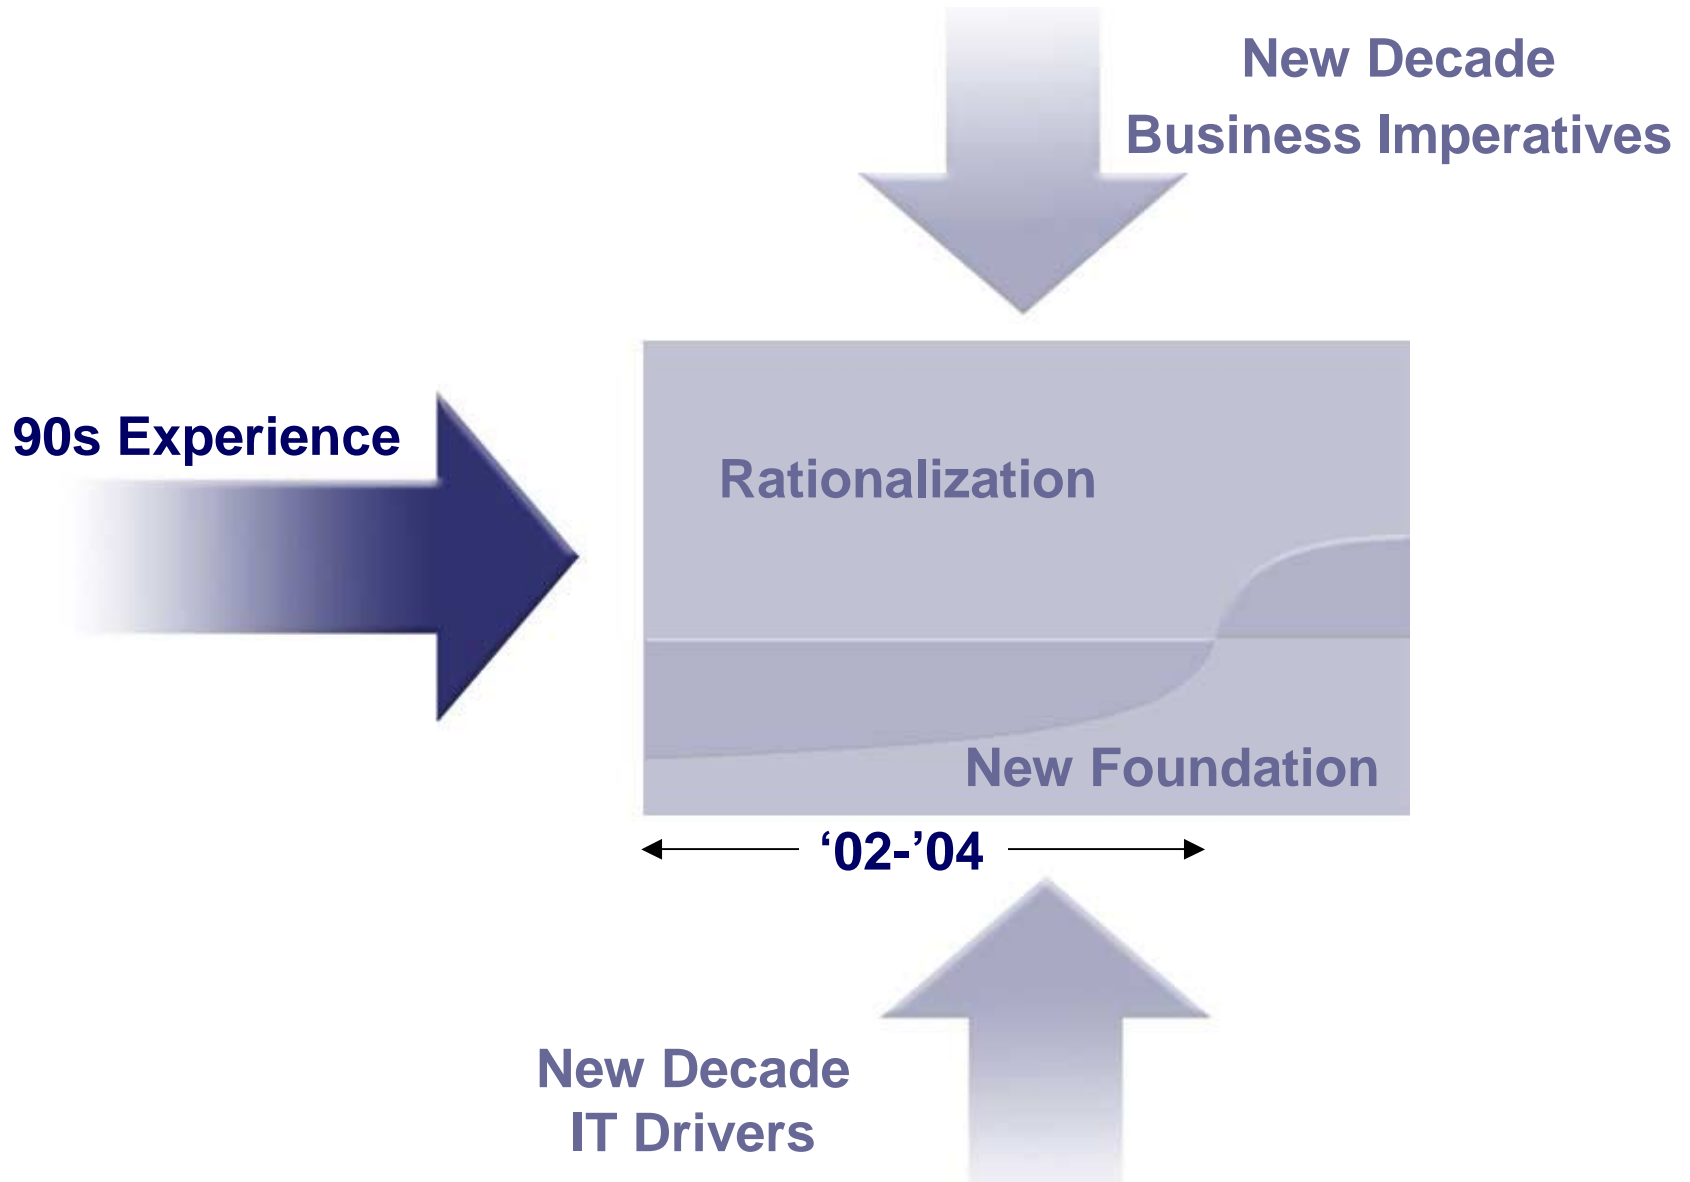 New Decade
Business Imperatives
90s Experience
Rationalization
New Foundation
‘02-’04
New Decade
IT Drivers